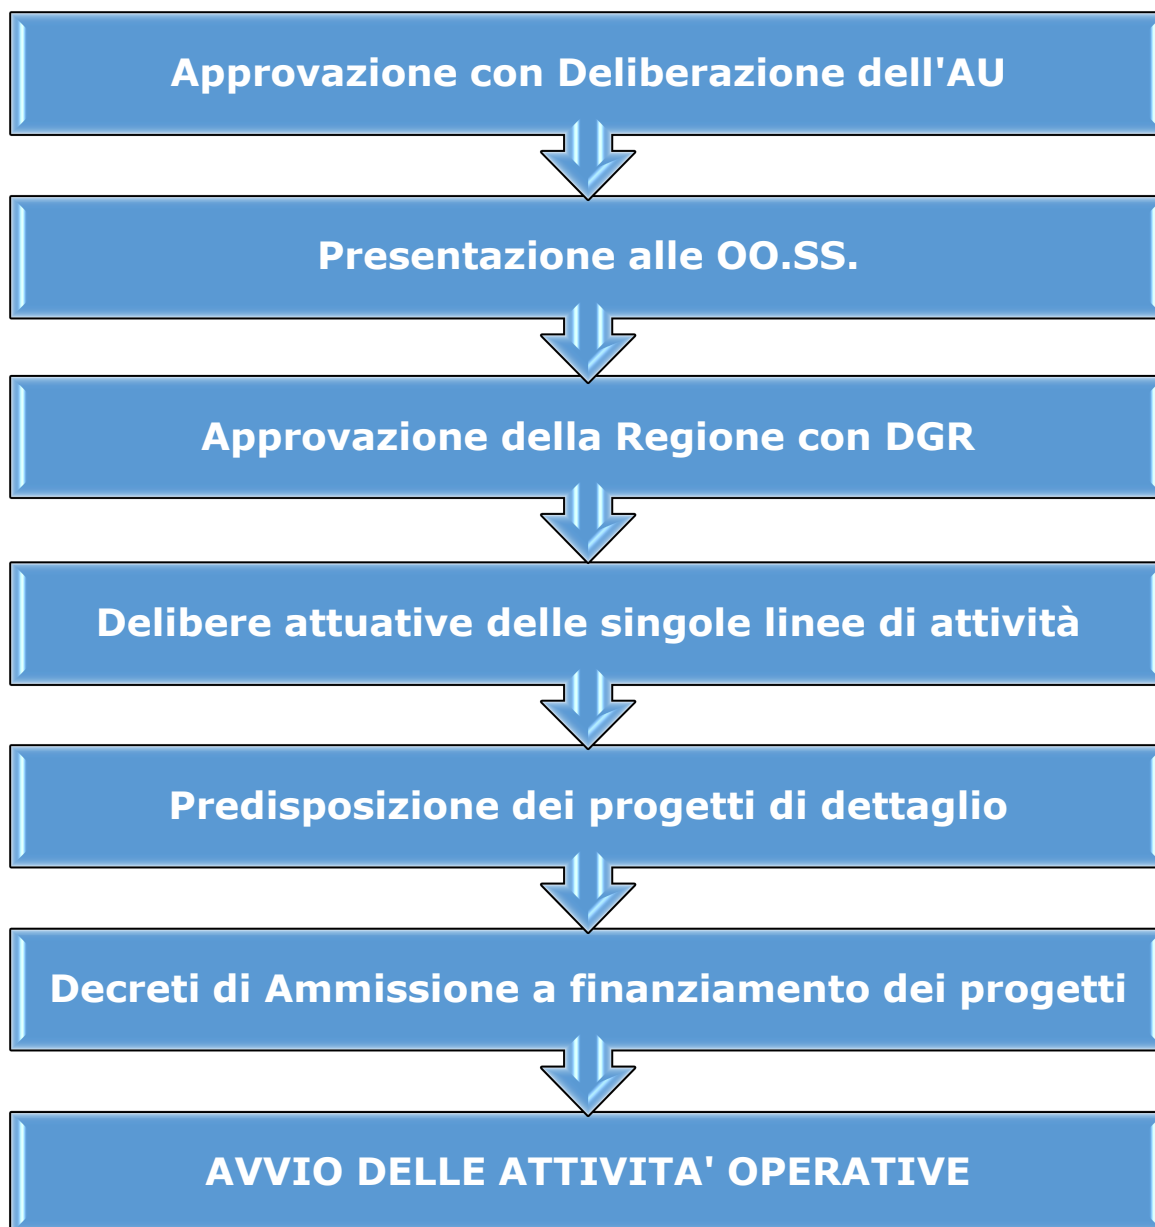 Approvazione con Deliberazione dell'AU
Presentazione alle OO.SS.
Approvazione della Regione con DGR
Delibere attuative delle singole linee di attività
Predisposizione dei progetti di dettaglio
Decreti di Ammissione a finanziamento dei progetti
AVVIO DELLE ATTIVITA' OPERATIVE